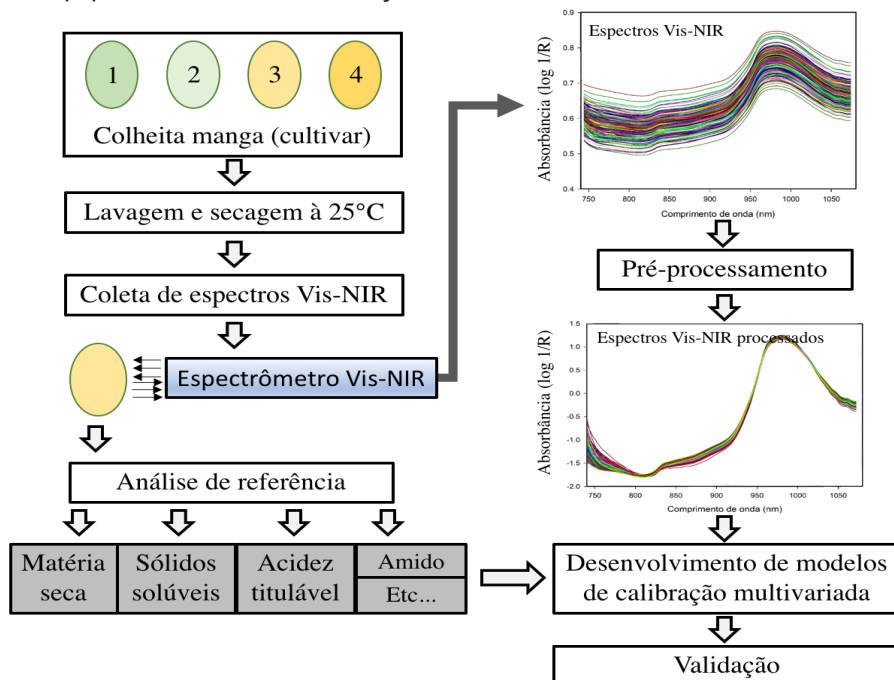 1 2 3 4
Colheita manga (cultivar)
Lavagem e secagem à 25°C
Coleta de espectros Vis-NIR
Espectrômetro Vis-NIR
Análise de referência
Matéria
seca
Sólidos
solúveis
Acidez
titulável
Amido
Etc...
Espectros Vis-NIR
Absorbância (log 1/R)
0.9
0.8
0.7
0.6
0.5
0.4
750 800 850 900 950 1000 1050
Comprimento de onda (nm)
Pré-processamento
Espectros Vis-NIR processados
Absorbância (log 1/R)
1.5
1.0
0.5
0.0
-0.5
-1.0
-1.5
-2.0
750 800 850 900 950 1000 1050
Comprimento de onda (nm)
Desenvolvimento de modelos
de calibração multivariada
Validação